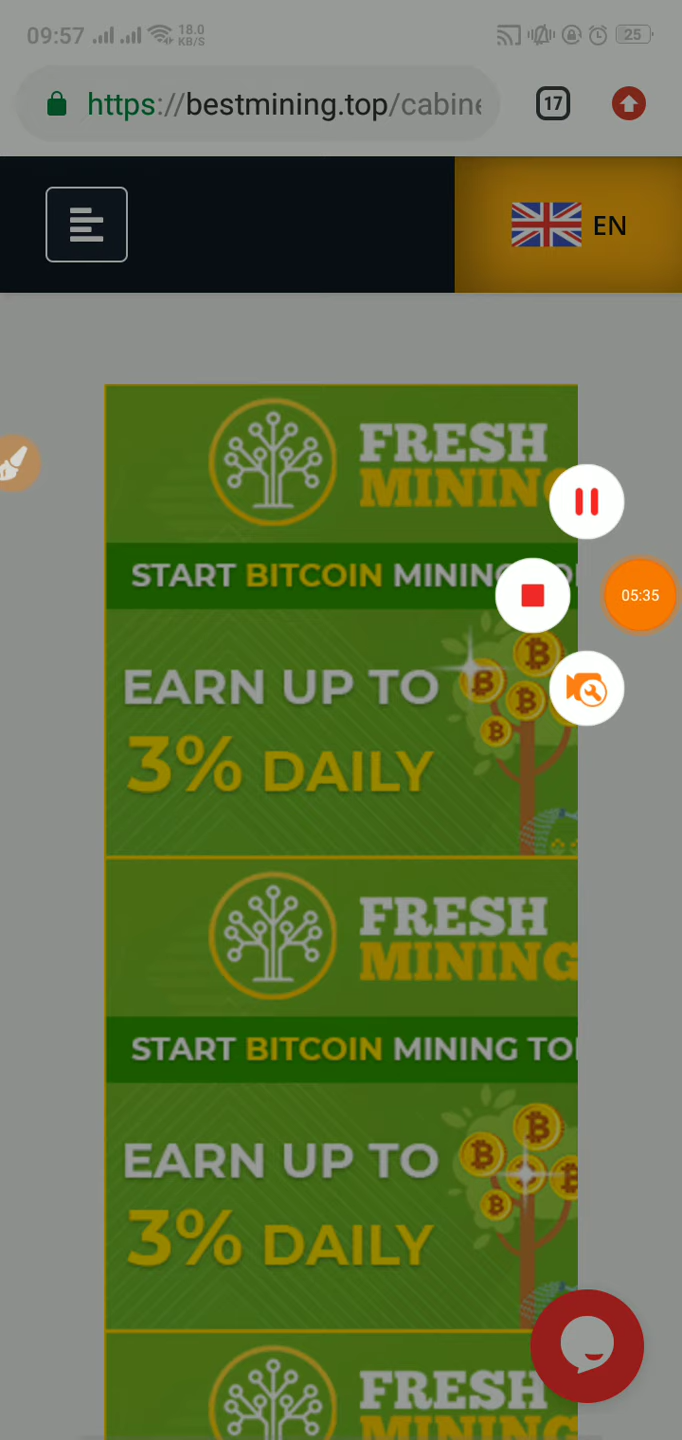 09:57 18.0 KB/S 25
https://bestmining.top/cabine
17
EN
FRESH
MINING
START BITCOIN MINING
05:35
EARN UP TO
3% DAILY
FRESH
MINING
START BITCOIN MINING TO
EARN UP TO
3% DAILY
FRESH
MINING